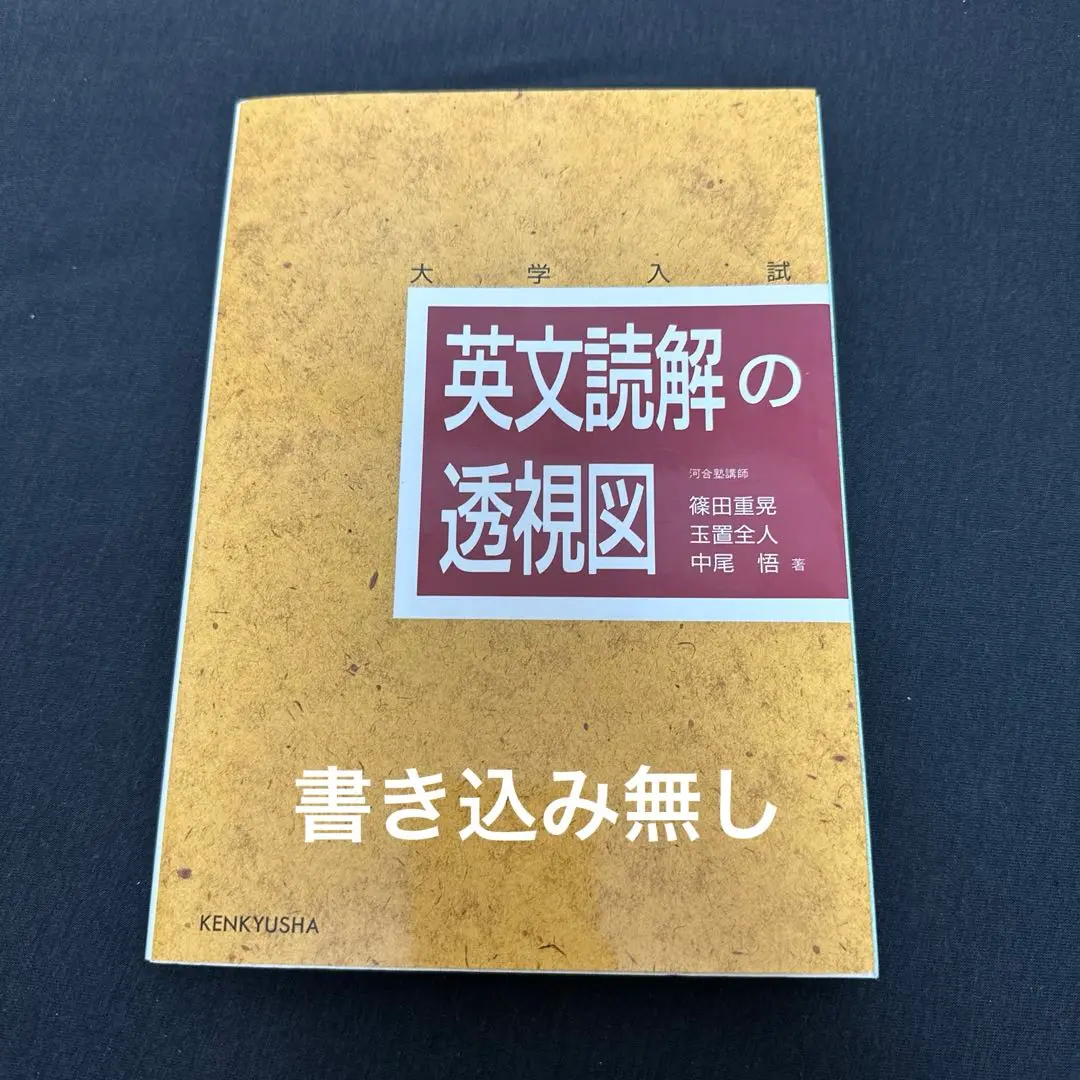 大学入試
英文読解の
透視図
河合塾講師
篠田重晃
玉置全人
中尾 悟 著
書き込み無し
KENKYUSHA